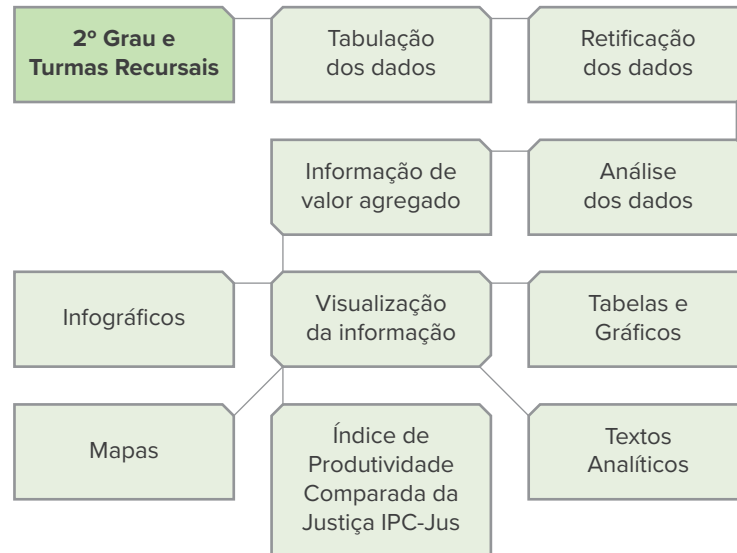 2º Grau e
Turmas Recursais
Tabulação
dos dados
Retificação
dos dados
Informação de
valor agregado
Análise
dos dados
Infográficos
Visualização
da informação
Tabelas e
Gráficos
Mapas
Índice de
Produtividade
Comparada da
Justiça IPC-Jus
Textos
Analíticos